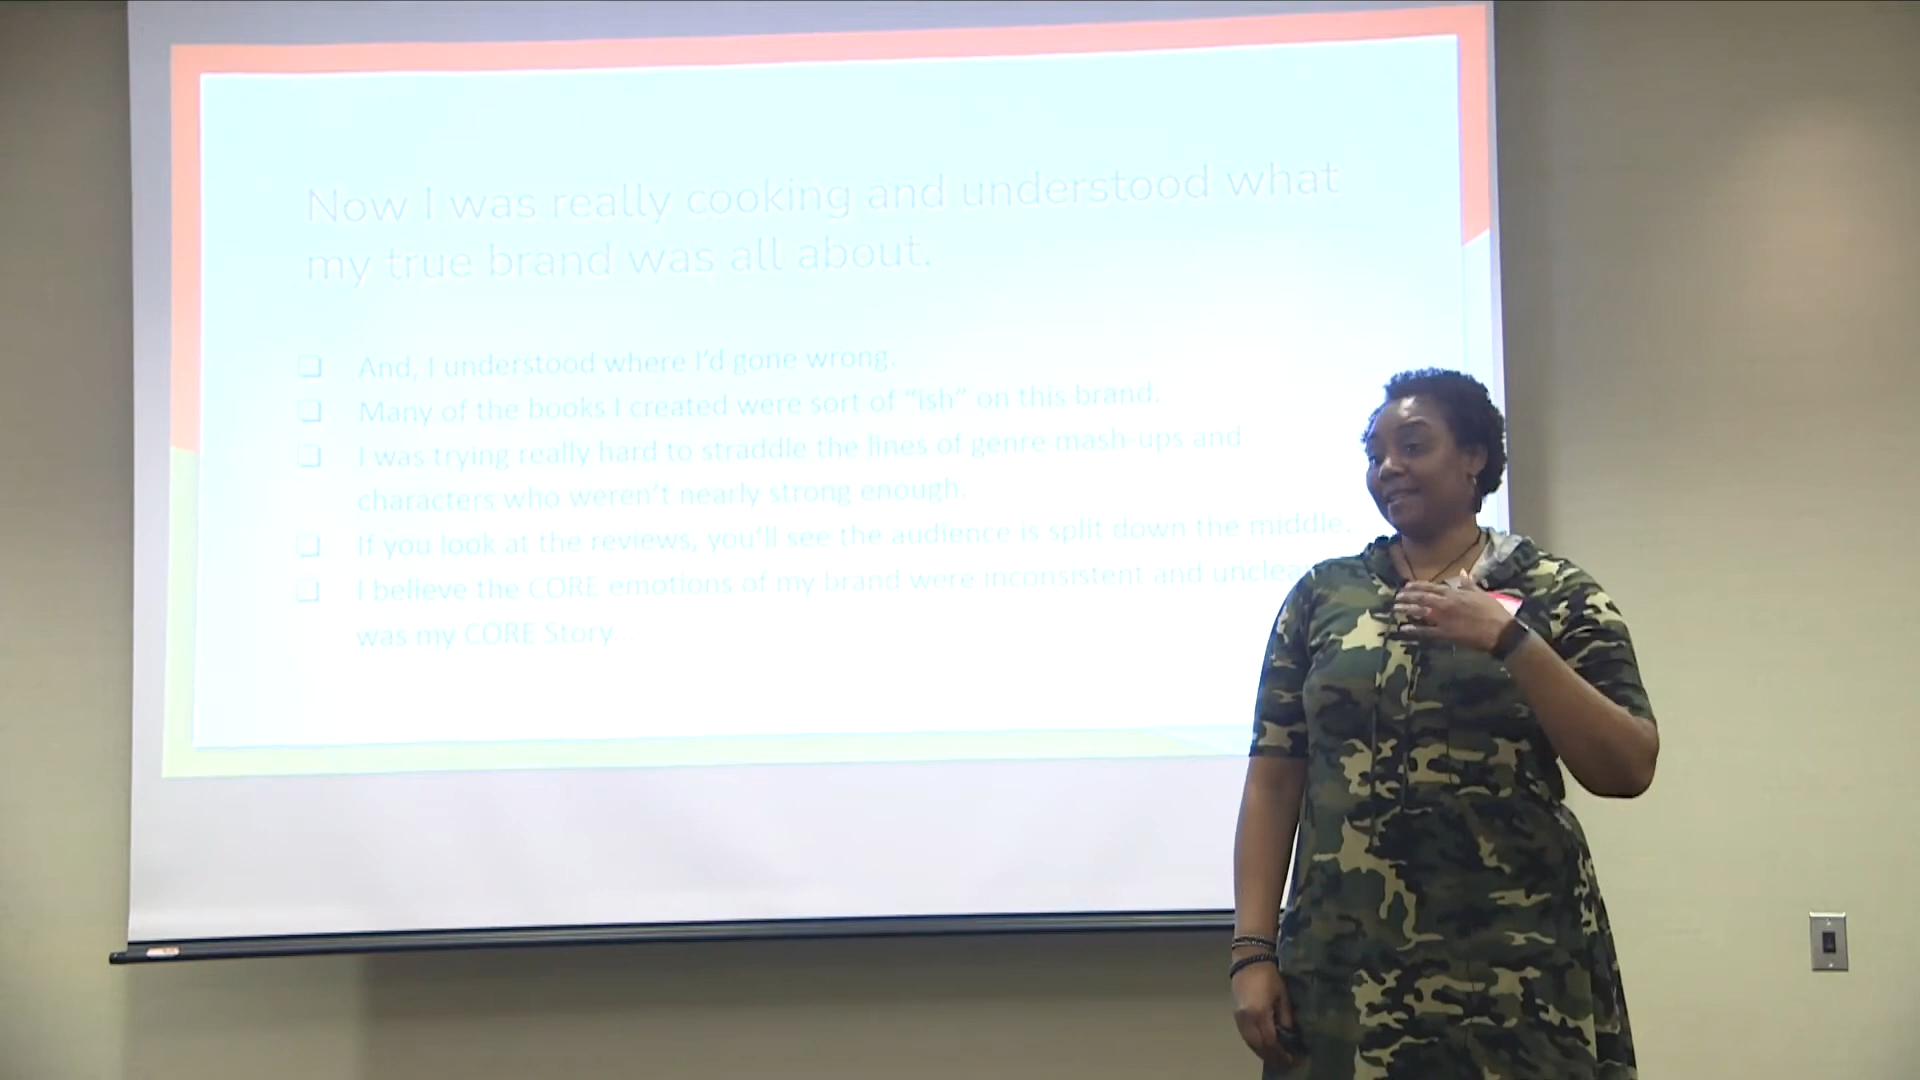 Now I was really cooking and understood what
my true brand was all about.
And, I understood where I'd gone wrong.
Many of the books I created were sort of "ish" on this brand.
I was trying really hard to straddle the lines of genre mash-ups and
characters who weren't nearly strong enough.
If you look at the reviews, you'll see the audience is split down the middle.
I believe the CORE emotions of my brand were inconsistent and unclear
was my CORE Story...